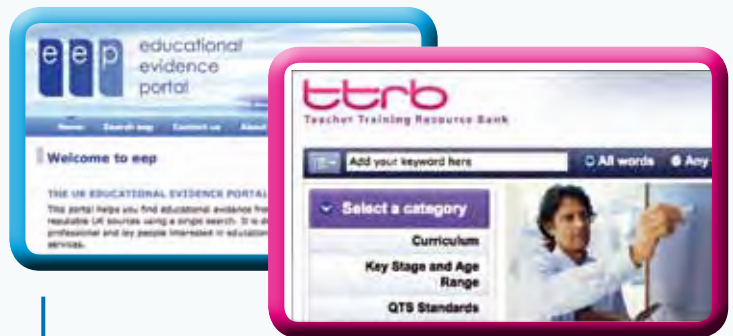 e e p
educational
evidence
portal
Home Search eep Contact us About
Welcome to eep
THE UK EDUCATIONAL EVIDENCE PORTAL
This portal helps you find educational evidence from
reputable UK sources using a single search. It is
professional and lay people interested in education
services.
ttrb
Teacher Training Resource Bank
Add your keyword here
All words Any
Select a category
Curriculum
Key Stage and Age
Range
QTS Standards